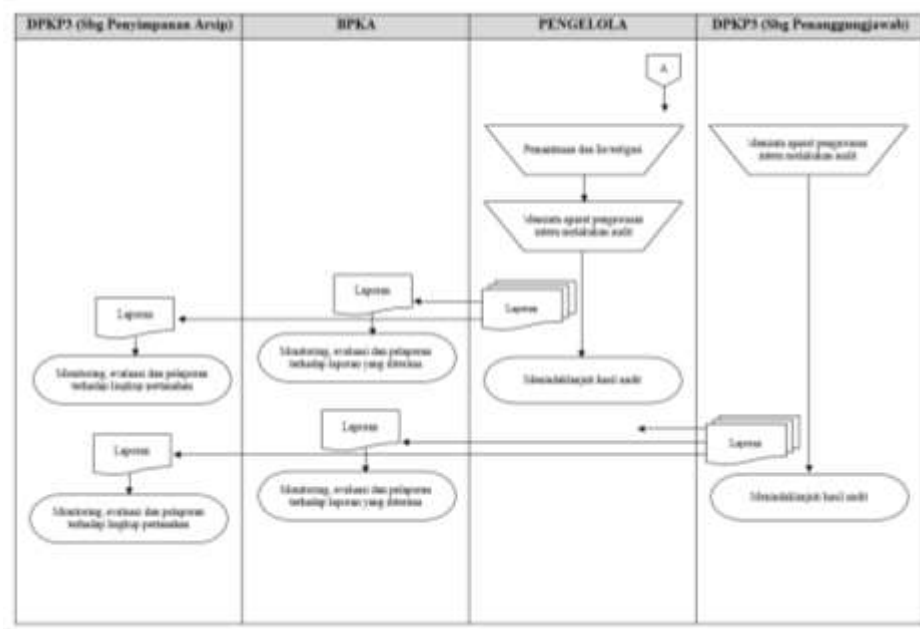 DPKP3 (Sbg Penyimpanan Arsip)
BPKA
PENGELOLA
DPKP3 (Sbg Penanggungjawab)
A
Pemantauan dan Investigasi
Meminta aparat pengawasan
intern melakukan audit
Meminta aparat pengawasan
intern melakukan audit
Laporan
Laporan
Laporan
Monitoring, evaluasi dan pelaporan
terhadap laporan yang diterima
Monitoring, evaluasi dan pelaporan
terhadap lingkup pertanahan
Menindaklanjuti hasil audit
Laporan
Laporan
Laporan
Monitoring, evaluasi dan pelaporan
terhadap laporan yang diterima
Menindaklanjuti hasil audit
Monitoring, evaluasi dan pelaporan
terhadap lingkup pertanahan